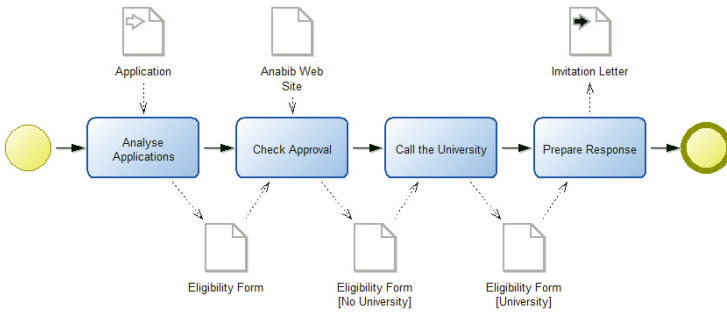 Application
Anabib Web
Site
Invitation Letter
Analyse
Applications
Check Approval
Call the University
Prepare Response
Eligibility Form
Eligibility Form
[No University]
Eligibility Form
[University]